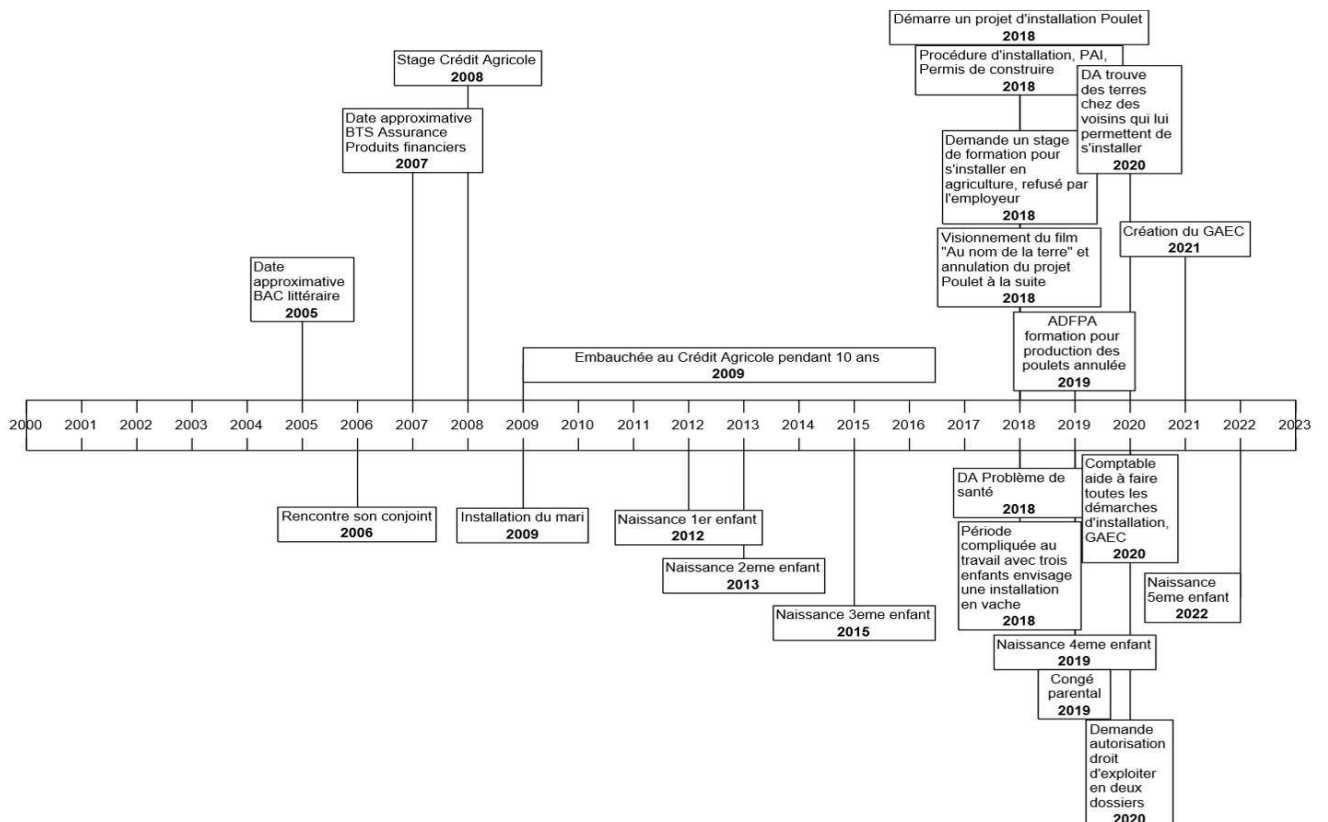 Démarre un projet d'installation Poulet
2018
Stage Crédit Agricole
2008
Procédure d'installation, PAI,
Permis de construire
2018
DA trouve
des terres
chez des
voisins qui lui
permettent de
s'installer
2020
Date approximative
BTS Assurance
Produits financiers
2007
Demande un stage
de formation pour
s'installer en
agriculture, refusé par
l'employeur
2018
Création du GAEC
2021
Visionnement du film
"Au nom de la terre" et
annulation du projet
Poulet à la suite
2018
Date
approximative
BAC littéraire
2005
ADFPA
formation pour
production des
poulets annulée
2019
Embauchée au Crédit Agricole pendant 10 ans
2009
2000 2001 2002 2003 2004 2005 2006 2007 2008 2009 2010 2011 2012 2013 2014 2015 2016 2017 2018 2019 2020 2021 2022 2023
Rencontre son conjoint
2006
Installation du mari
2009
Naissance 1er enfant
2012
Naissance 2eme enfant
2013
Naissance 3eme enfant
2015
DA Problème de
santé
2018
Période
compliquée au
travail avec trois
enfants envisage
une installation
en vache
2018
Comptable
aide à faire
toutes les
démarches
d'installation,
GAEC
2020
Naissance
5eme enfant
2022
Naissance 4eme enfant
2019
Congé
parental
2019
Demande
autorisation
droit
d'exploiter
en deux
dossiers
2020